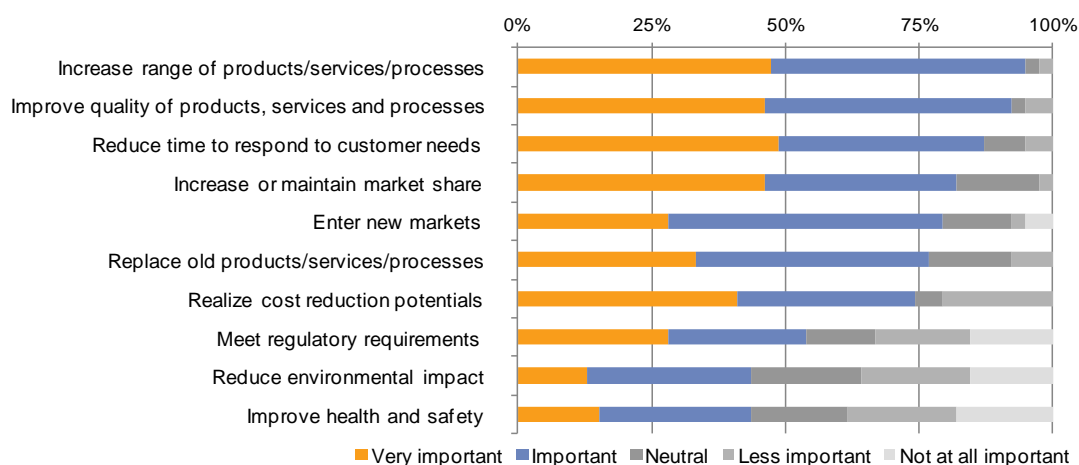 0% 25% 50% 75% 100%
Increase range of products/services/processes
Improve quality of products, services and processes
Reduce time to respond to customer needs
Increase or maintain market share
Enter new markets
Replace old products/services/processes
Realize cost reduction potentials
Meet regulatory requirements
Reduce environmental impact
Improve health and safety
Very important Important Neutral Less important Not at all important